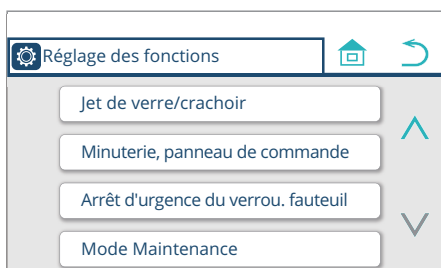 Réglage des fonctions
Jet de verre/crachoir
Minuterie, panneau de commande
Arrêt d'urgence du verrou. fauteuil
Mode Maintenance